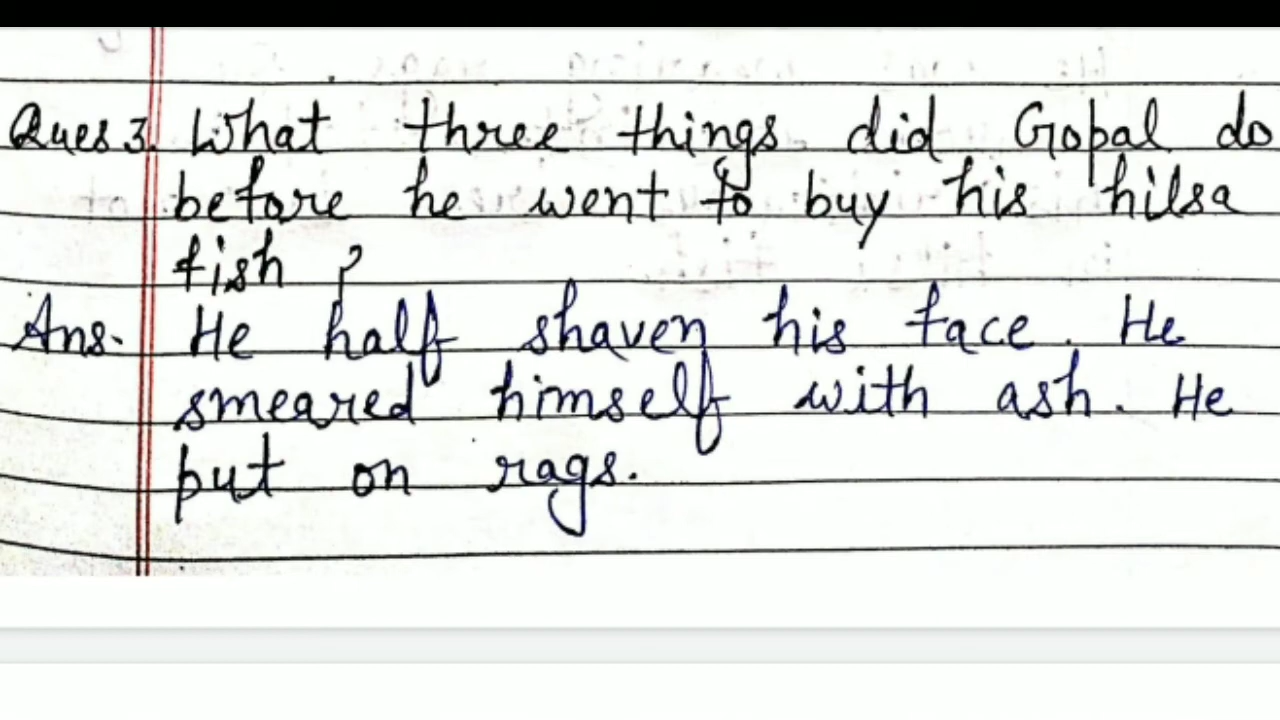 Ques 3. What three things did Gopal do
before he went to buy his hilsa
fish ?
Ans. He half shaven his face. He
smeared himself with ash. He
put on rags.